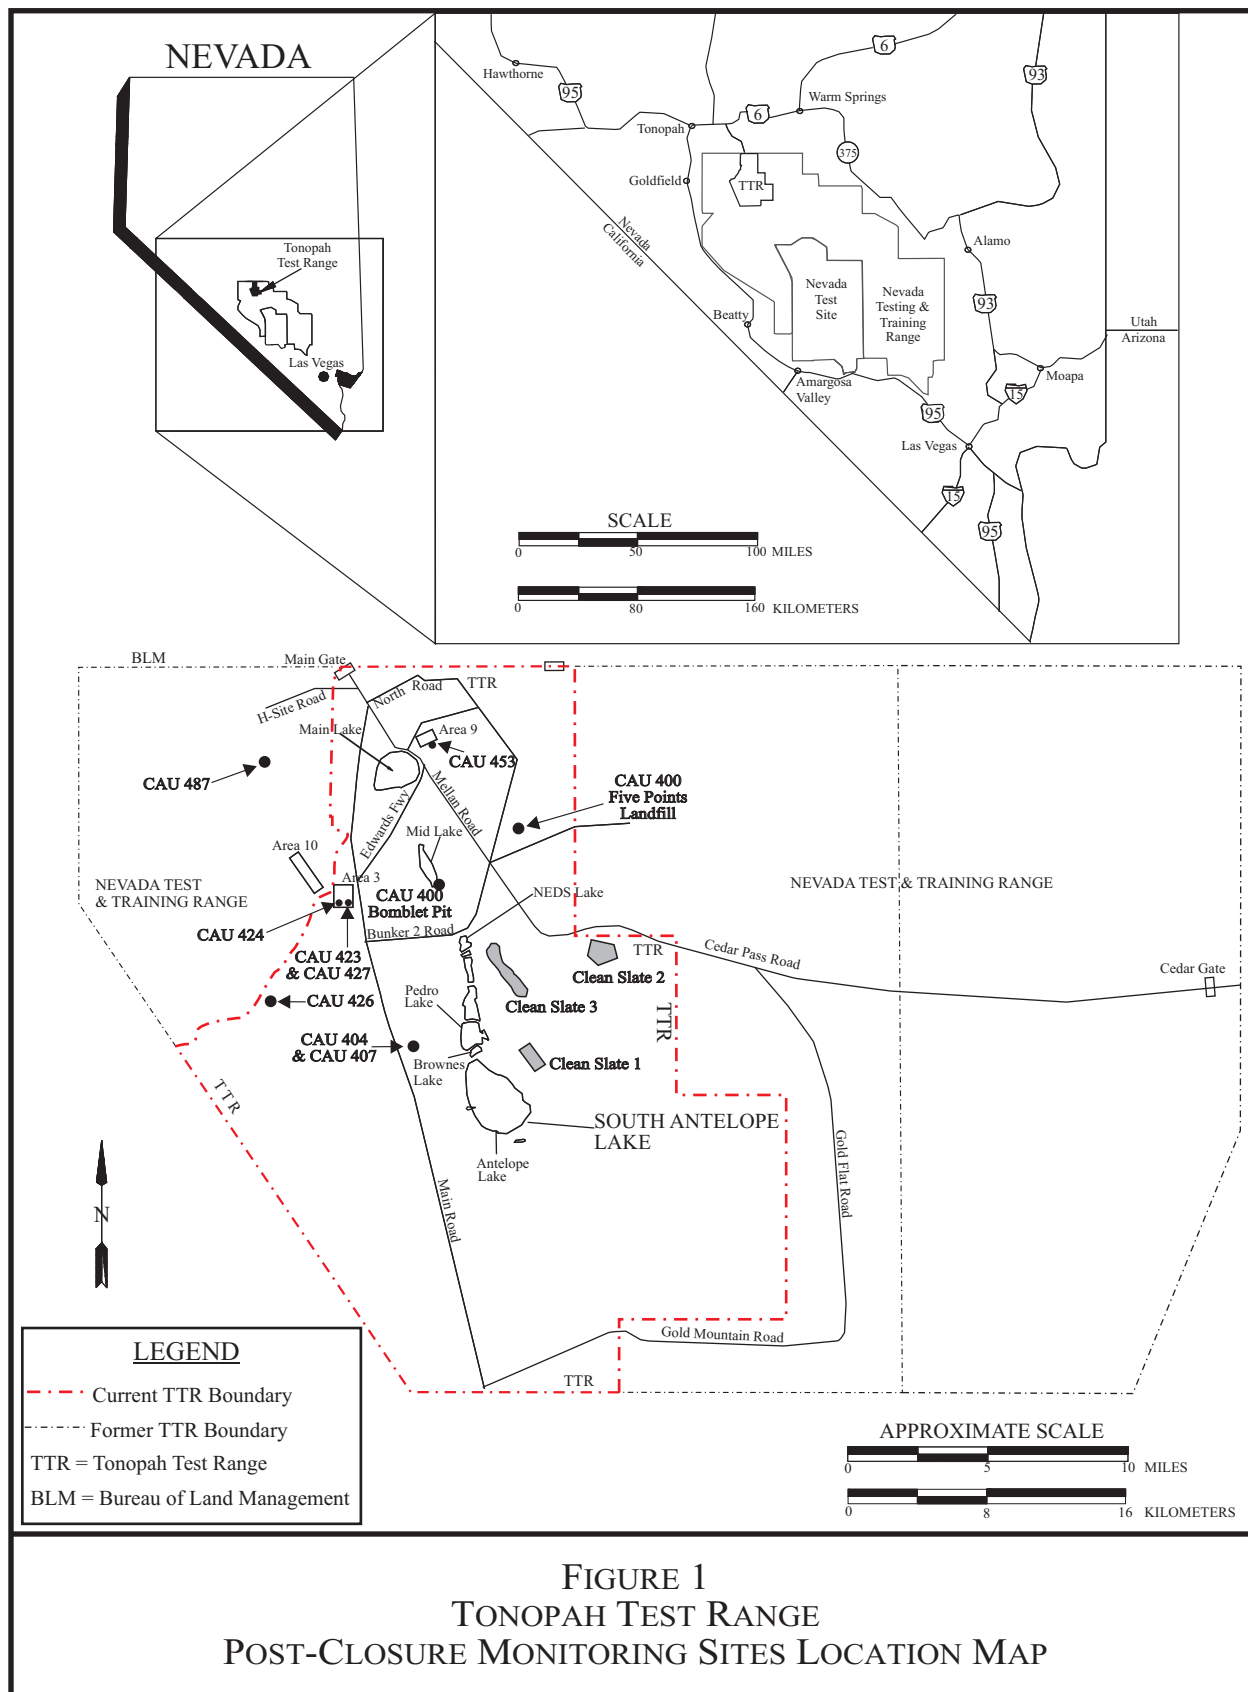 NEVADA
Tonopah
Test Range
Las Vegas
Hawthorne
95
6
93
Warm Springs
6
Tonopah
375
Goldfield
TTR
Nevada
California
Alamo
Nevada
Test
Site
Nevada
Testing &
Training
Range
93
Beatty
Utah
Arizona
Amargosa
Valley
Moapa
15
95
Las Vegas
15
95
SCALE
0
50
100 MILES
0
80
160 KILOMETERS
BLM
Main Gate
TTR
North Road
H-Site Road
Main Lake
Area 9
CAU 453
CAU 487
CAU 400
Five Points
Landfill
Mellan Road
Edwards Fwy
Mid Lake
Area 10
Area 3
NEVADA TEST
& TRAINING RANGE
NEVADA TEST & TRAINING RANGE
NEDS Lake
CAU 400
Bomblet Pit
CAU 424
Bunker 2 Road
CAU 423
& CAU 427
TTR
Cedar Pass Road
Cedar Gate
Clean Slate 2
Clean Slate 3
CAU 426
Pedro
Lake
TTR
CAU 404
& CAU 407
Brownes
Lake
Clean Slate 1
TTR
SOUTH ANTELOPE
LAKE
Antelope
Lake
Gold Flat Road
Main Road
N
Gold Mountain Road
TTR
LEGEND
Current TTR Boundary
Former TTR Boundary
TTR = Tonopah Test Range
BLM = Bureau of Land Management
APPROXIMATE SCALE
0
5
10 MILES
0
8
16 KILOMETERS
FIGURE 1
TONOPAH TEST RANGE
POST-CLOSURE MONITORING SITES LOCATION MAP